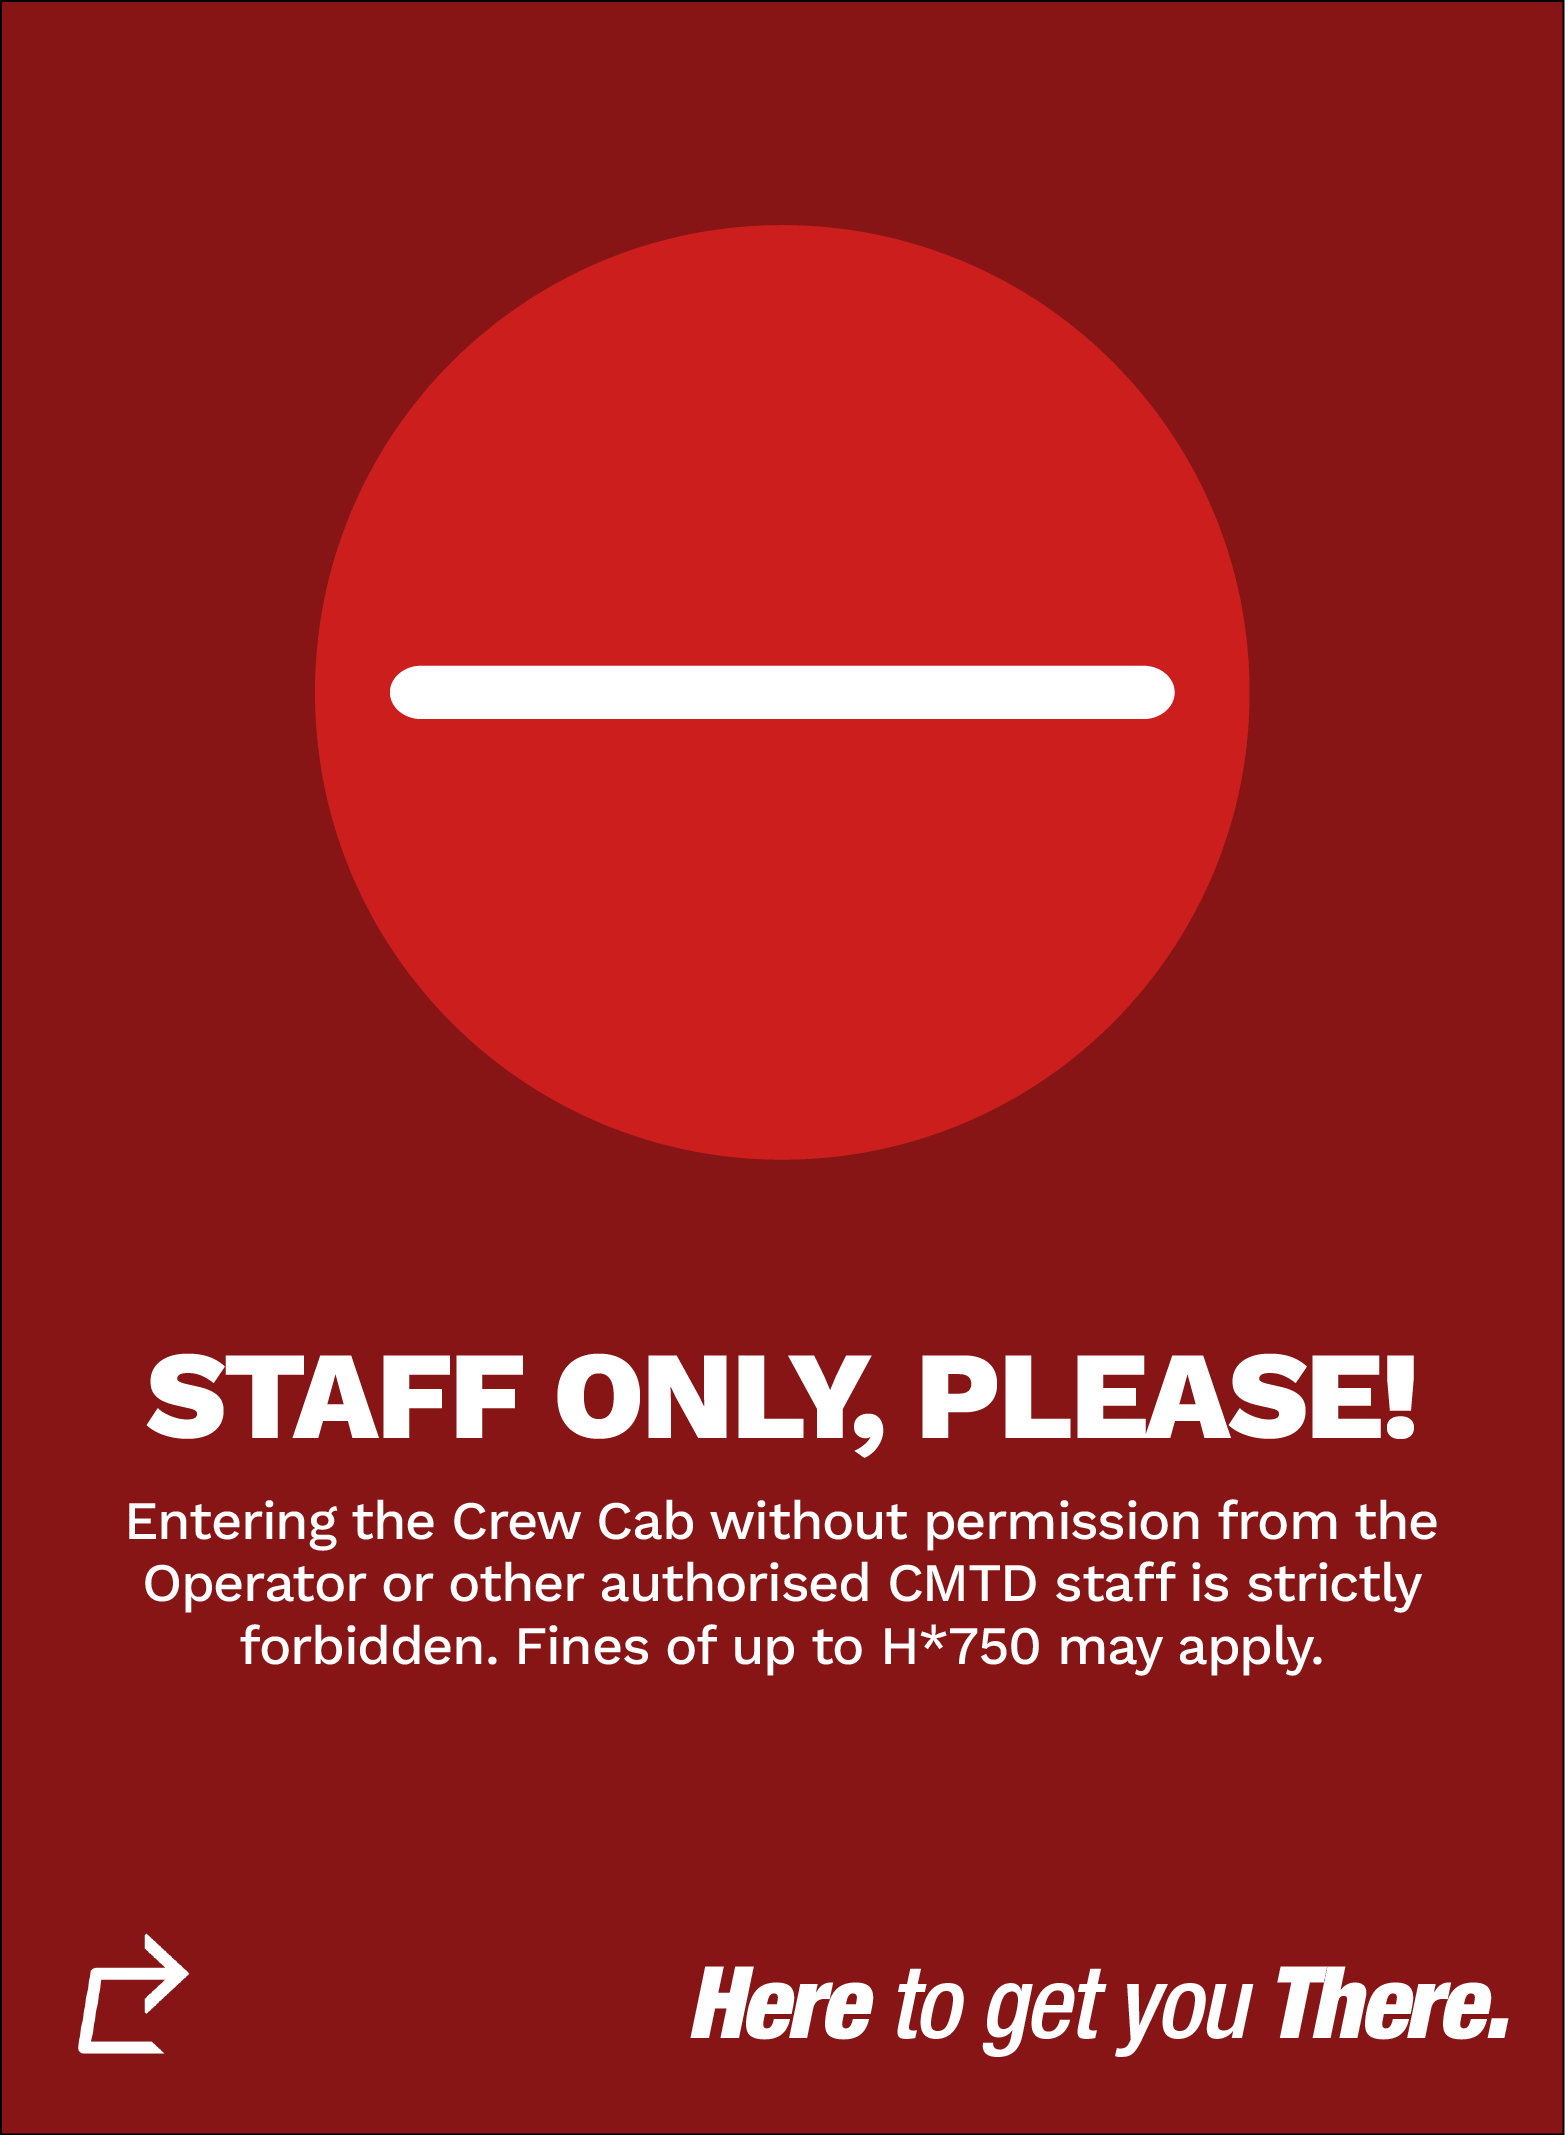 STAFF ONLY, PLEASE!
Entering the Crew Cab without permission from the
Operator or other authorised CMTD staff is strictly
forbidden. Fines of up to H*750 may apply.
Here to get you There.